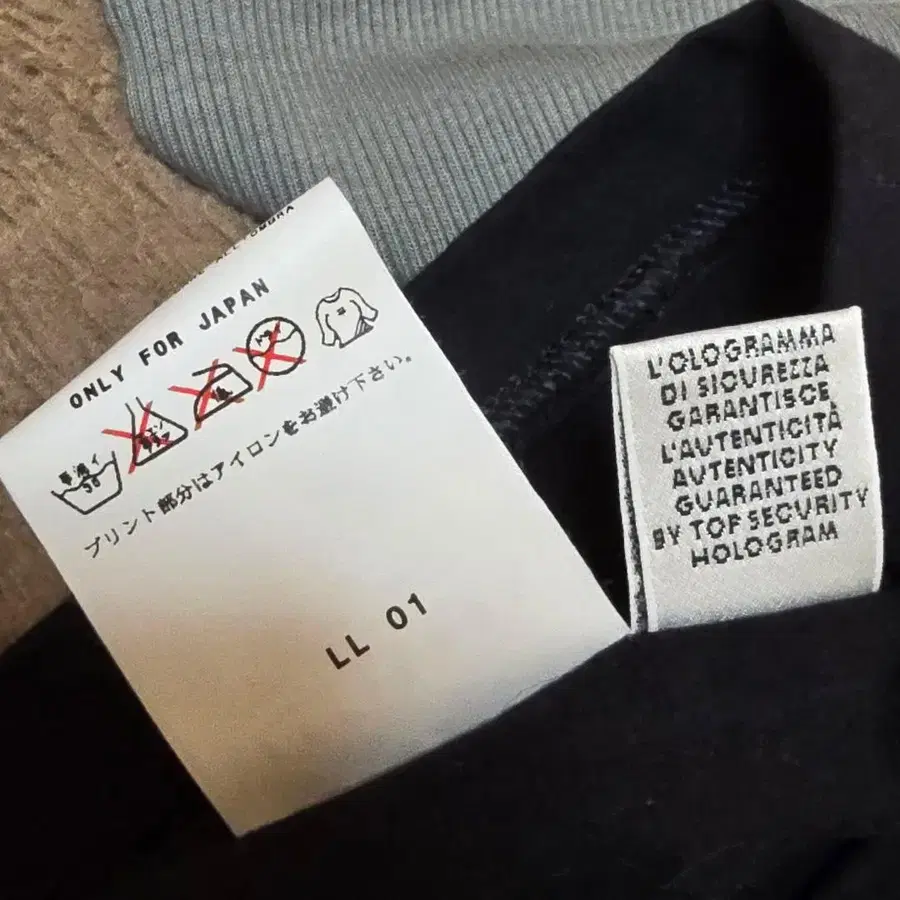 ONLY FOR JAPAN
30
プリント部分はアイロンをお避け下さい。
LL 01
L'OLOGRAMMA
DI SICUREZZA
GARANTISCE
L'AUTENTICITÀ
AUTENTICITY
GUARANTEED
BY TOP SECURITY
HOLOGRAM